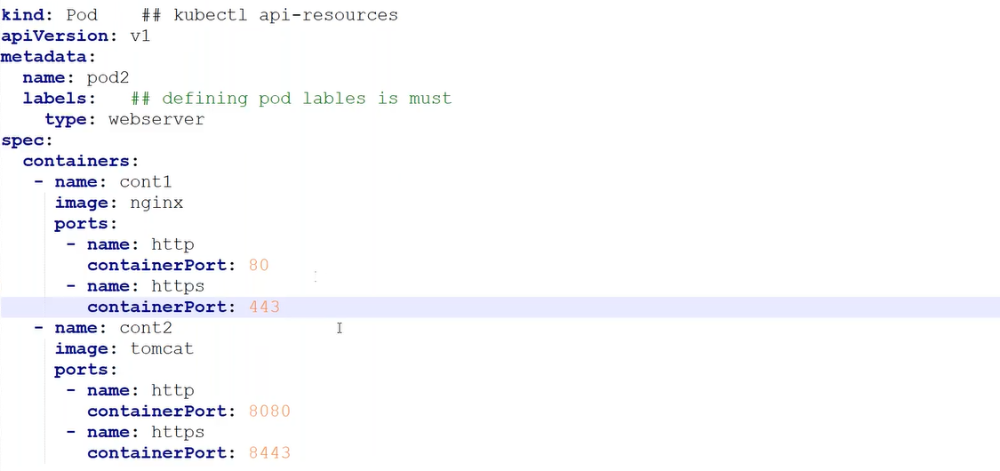 kind: Pod    ## kubectl api-resources
apiVersion: v1
metadata:
  name: pod2
  labels:   ## defining pod lables is must
    type: webserver
spec:
  containers:
   - name: cont1
     image: nginx
     ports:
      - name: http
        containerPort: 80
      - name: https
        containerPort: 443
   - name: cont2
     image: tomcat
     ports:
      - name: http
        containerPort: 8080
      - name: https
        containerPort: 8443